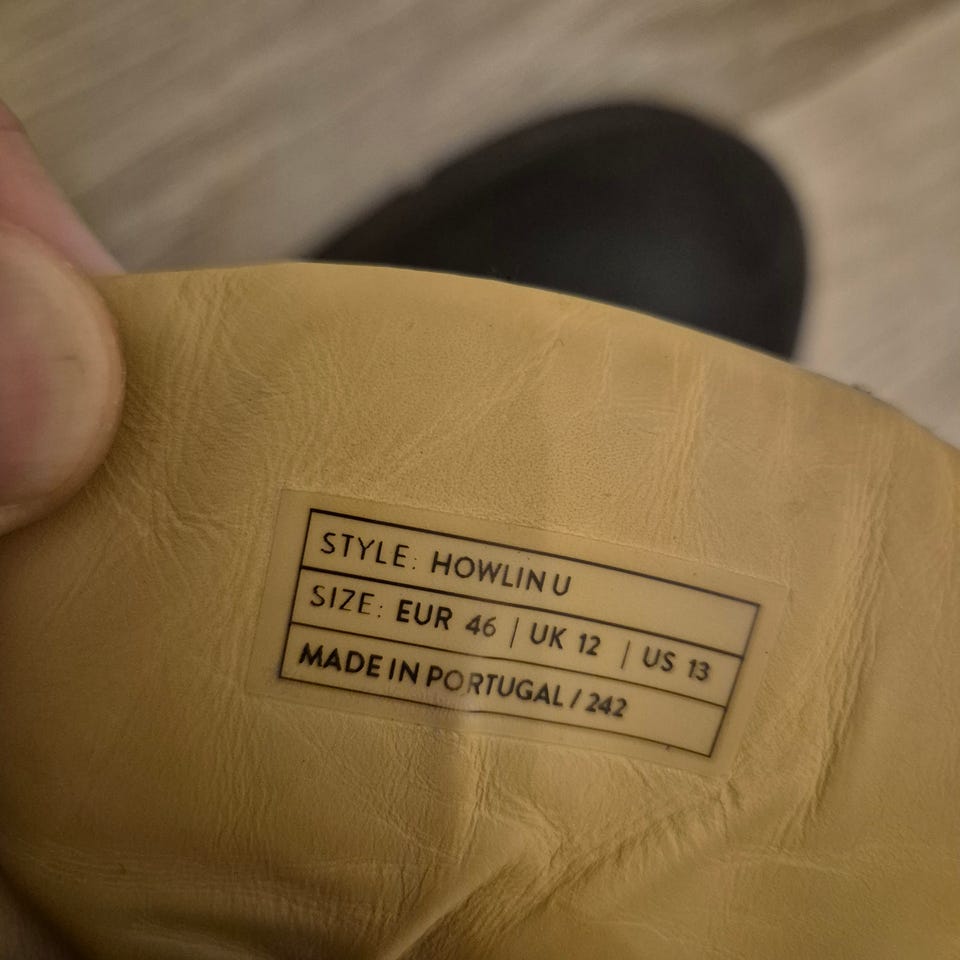 STYLE: HOWLIN U
SIZE: EUR 46 | UK 12 | US 13
MADE IN PORTUGAL / 242